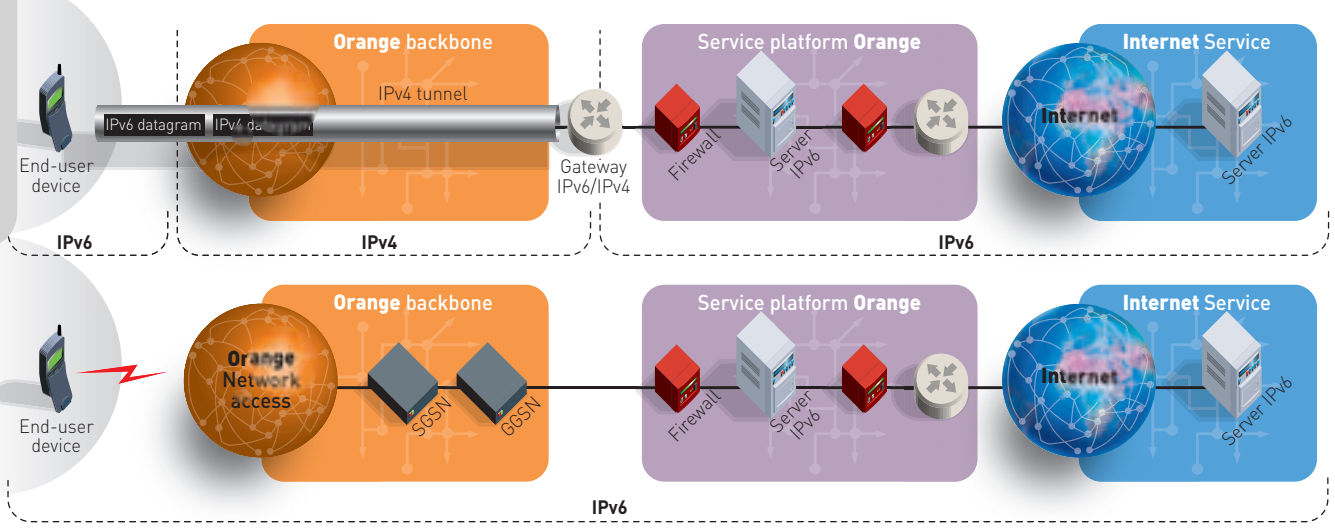 Orange backbone
Service platform Orange
Internet Service
IPv4 tunnel
IPv6 datagram
IPv4
Internet
End-user
device
Gateway
IPv6/IPv4
Firewall
Server
IPv6
Server IPv6
IPv6
IPv4
IPv6
Orange backbone
Service platform Orange
Internet Service
Orange
Network
access
SGSN
GGSN
Firewall
Server
IPv6
Internet
Server IPv6
End-user
device
IPv6